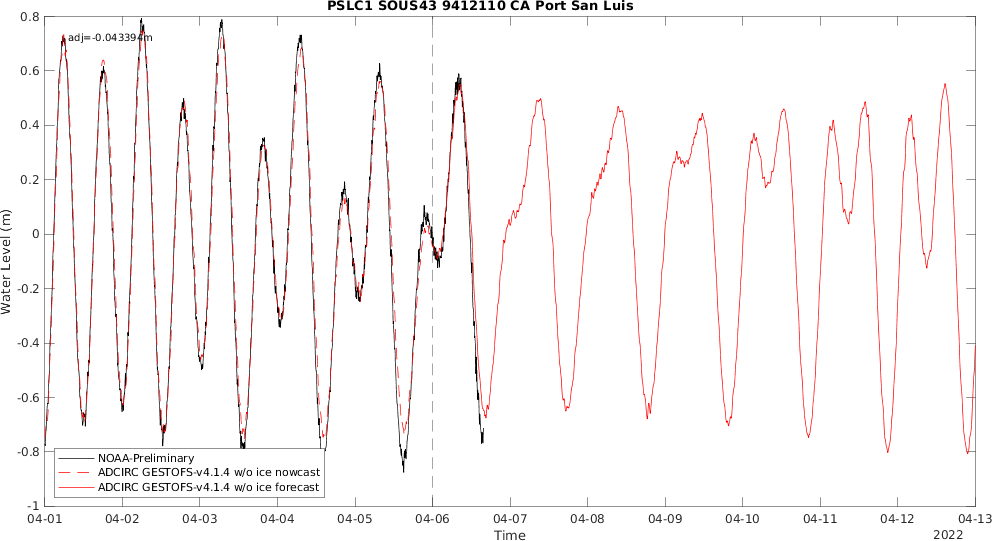 PSLC1 SOUS43 9412110 CA Port San Luis
adj=-0.043394m
0.8
0.6
0.4
0.2
0
-0.2
-0.4
-0.6
-0.8
-1
Water Level (m)
NOAA-Preliminary
ADCIRC GESTOFS-v4.1.4 w/o ice nowcast
ADCIRC GESTOFS-v4.1.4 w/o ice forecast
04-01 04-02 04-03 04-04 04-05 04-06 04-07 04-08 04-09 04-10 04-11 04-12 04-13
Time
2022